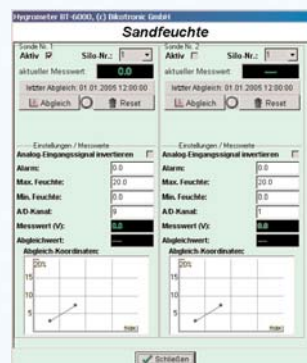 Hygrometer BT-6000, (c) Bikotronic GmbH
Sandfeuchte
Sonde Nr. 1
Aktiv
Silo-Nr.: 1
aktueller Messwert: 0.0
letzter Abgleich: 01.01.2005 12:00:00
Abgleich
Reset
Einstellungen / Messwerte
Analog-Eingangssignal invertieren
Alarm: 0.0
Max. Feuchte: 20.0
Min. Feuchte: 0.0
A/D-Kanal: 9
Messwert (V): 0.0
Abgleichwert: ---
Abgleich-Koordinaten:
20%
15
10
5
max
Sonde Nr. 2
Aktiv
Silo-Nr.: 1
aktueller Messwert: ---
letzter Abgleich: 01.01.2005 12:00:00
Abgleich
Reset
Einstellungen / Messwerte
Analog-Eingangssignal invertieren
Alarm: 0.0
Max. Feuchte: 20.0
Min. Feuchte: 0.0
A/D-Kanal: 1
Messwert (V): 0.0
Abgleichwert: ---
Abgleich-Koordinaten:
20%
15
10
5
max
Schließen